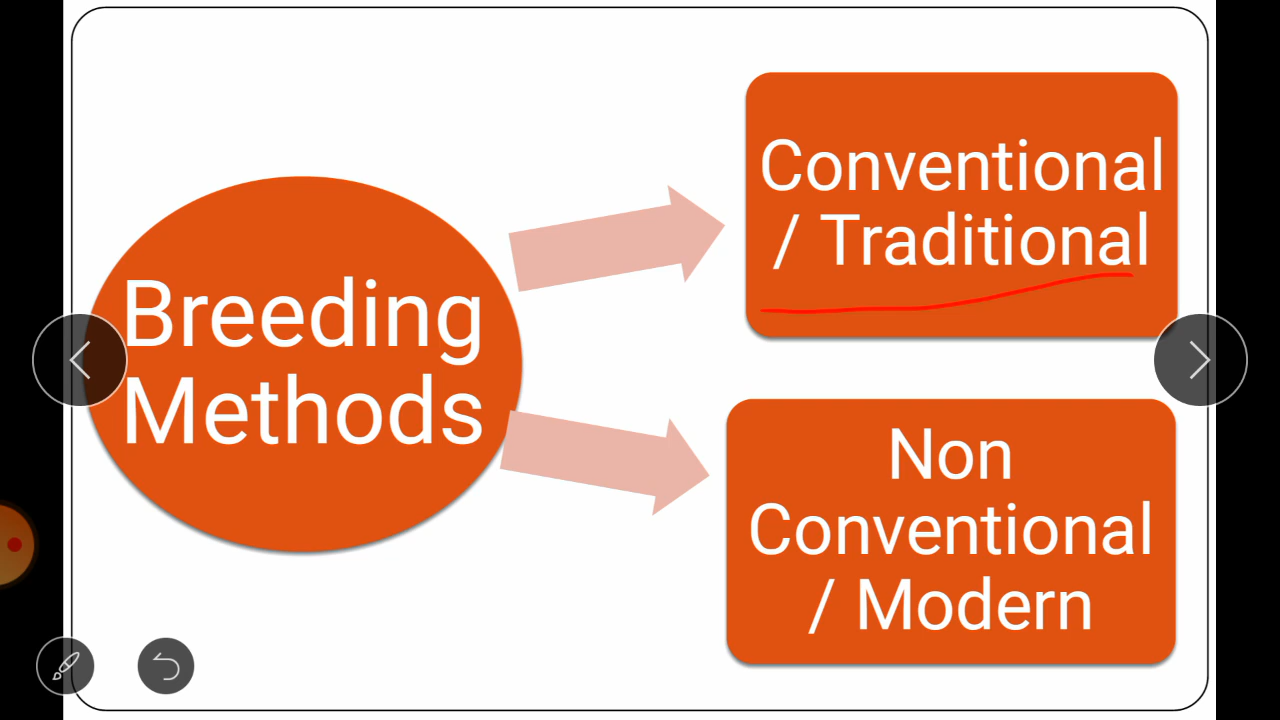 Breeding
Methods
Conventional
/ Traditional
Non
Conventional
/ Modern